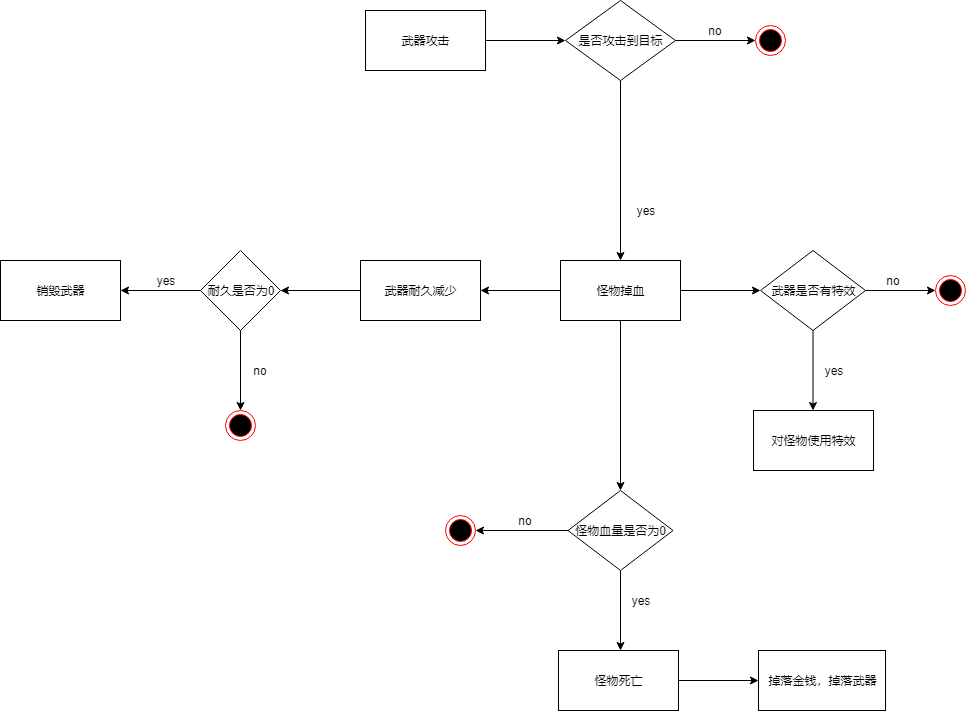 武器攻击
是否攻击到目标
no
yes
销毁武器
yes
耐久是否为0
武器耐久减少
怪物掉血
武器是否有特效
no
no
yes
对怪物使用特效
no
怪物血量是否为0
yes
怪物死亡
掉落金钱，掉落武器